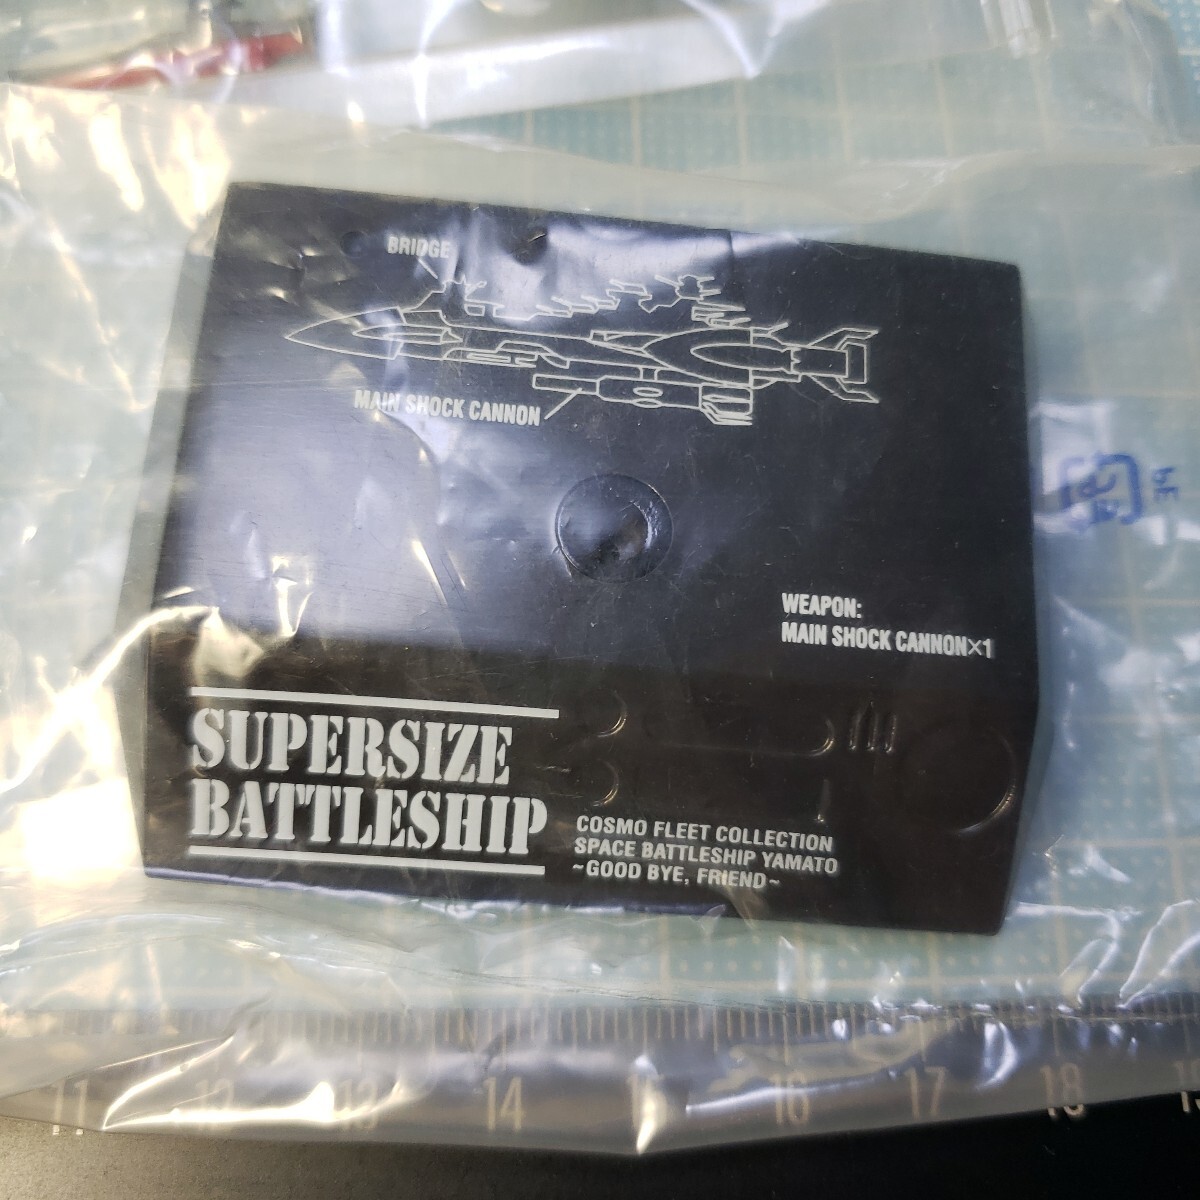 BRIDGE
MAIN SHOCK CANNON
WEAPON:
MAIN SHOCK CANNON×1
SUPERSIZE
BATTLESHIP
COSMO FLEET COLLECTION
SPACE BATTLESHIP YAMATO
~GOOD BYE, FRIEND~
11 12 13 14 15 16 17 18 19